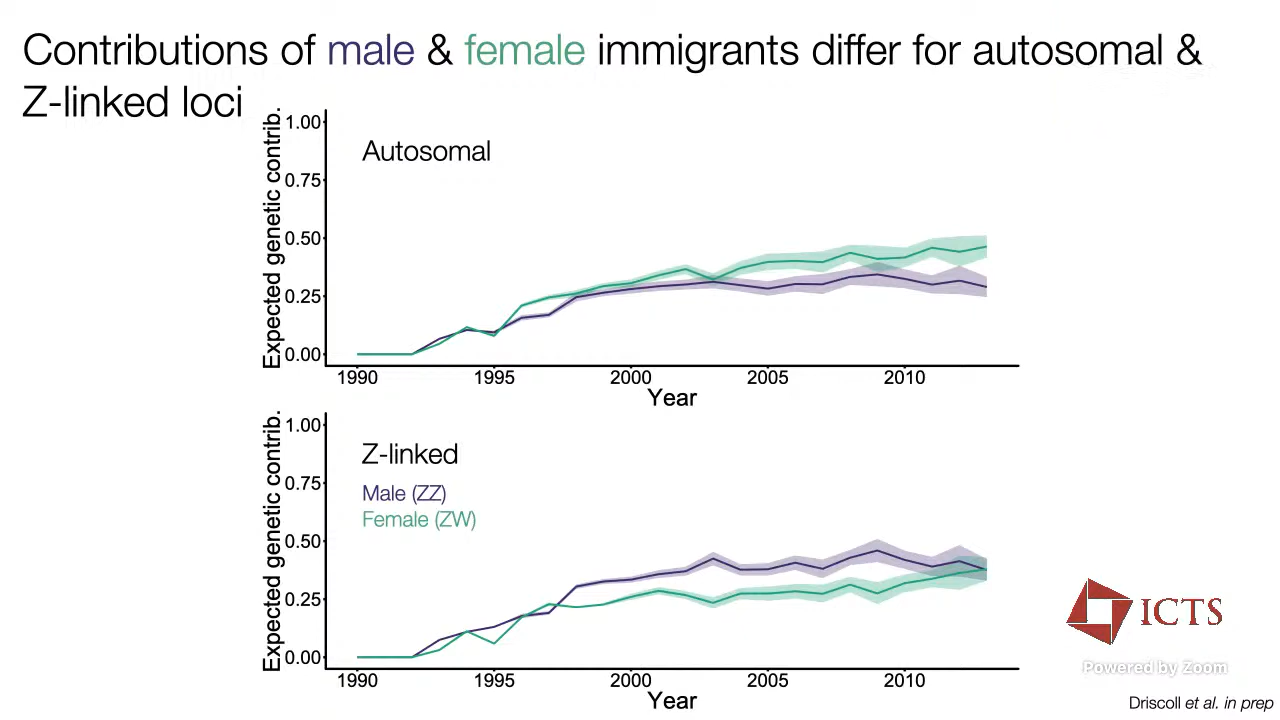 Contributions of male & female immigrants differ for autosomal &
Z-linked loci
Expected genetic contrib.
1.00
0.75
0.50
0.25
0.00
Autosomal
1990 1995 2000 2005 2010
Year
Expected genetic contrib.
1.00
0.75
0.50
0.25
0.00
Z-linked
Male (ZZ)
Female (ZW)
1990 1995 2000 2005 2010
Year
ICTS
Powered by Zoom
Driscoll et al. in prep